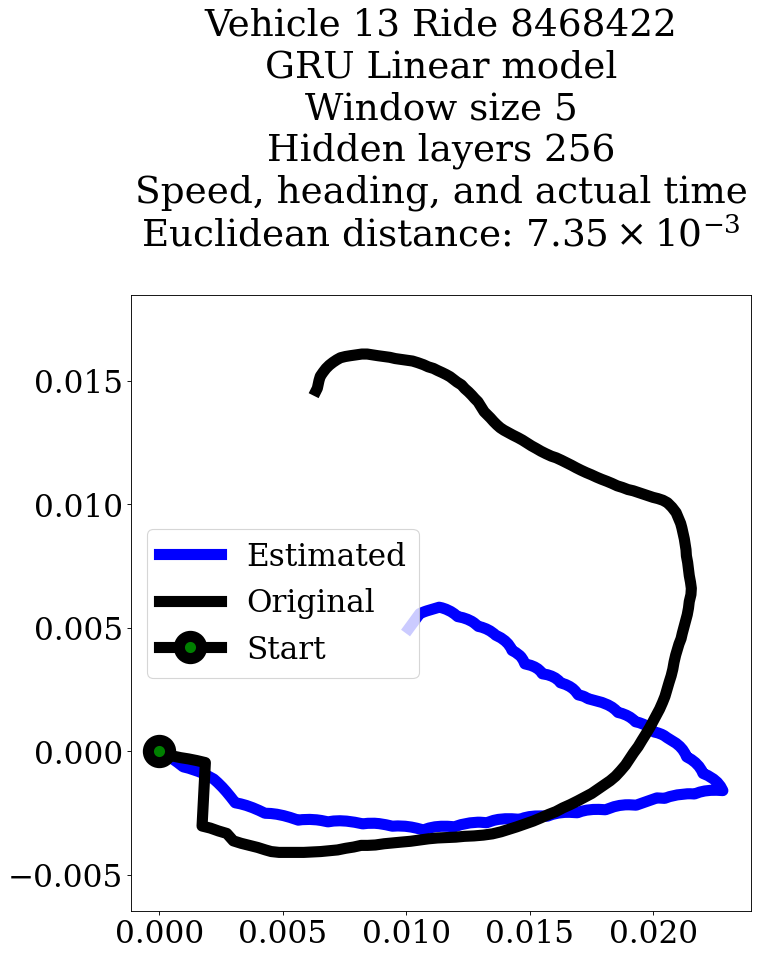 Vehicle 13 Ride 8468422
GRU Linear model
Window size 5
Hidden layers 256
Speed, heading, and actual time
Euclidean distance: 7.35 × 10⁻³
0.015
0.010
0.005
0.000
−0.005
Estimated
Original
Start
0.000 0.005 0.010 0.015 0.020